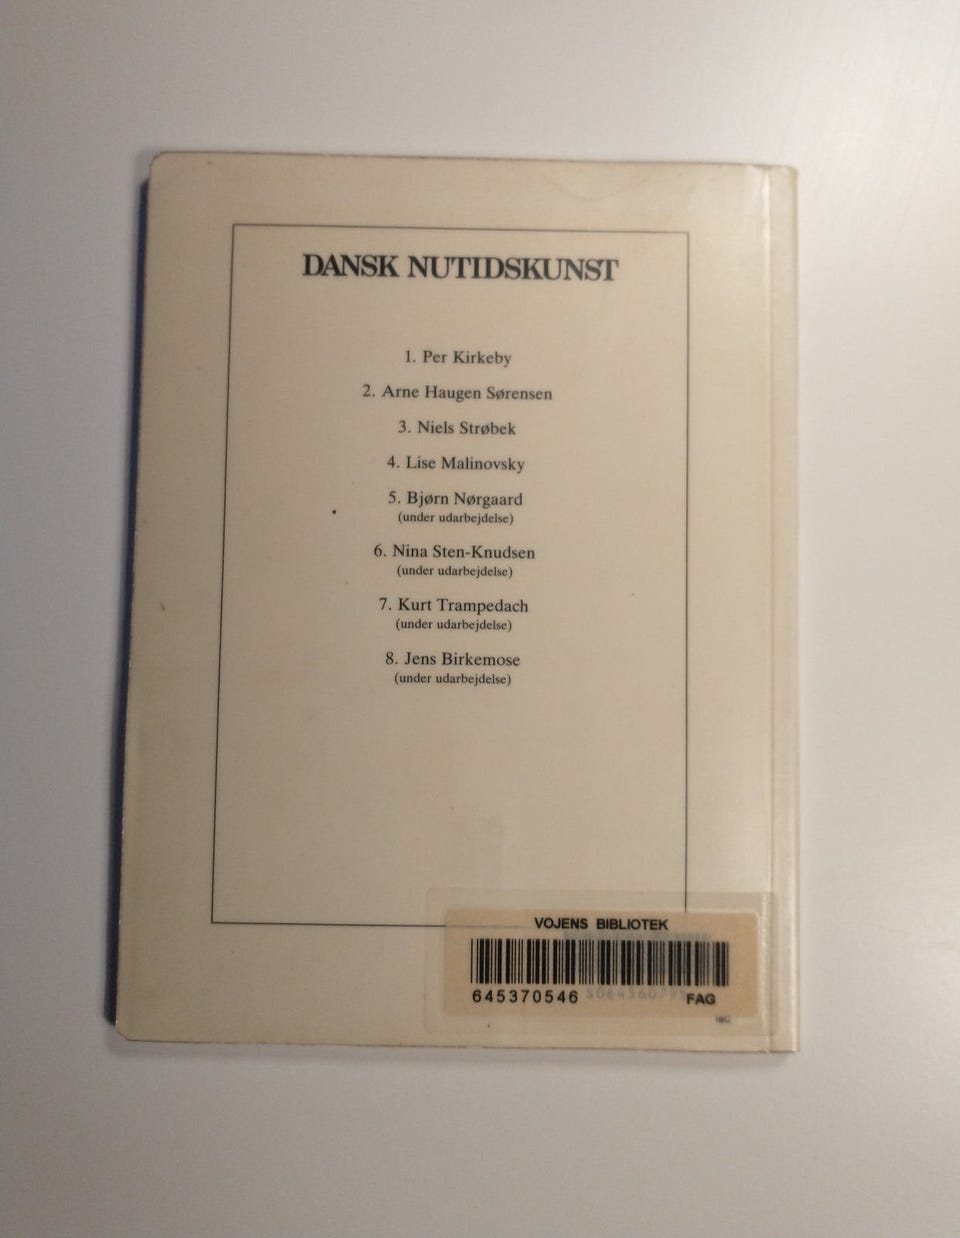 DANSK NUTIDSKUNST
1. Per Kirkeby
2. Arne Haugen Sørensen
3. Niels Strøbek
4. Lise Malinovsky
5. Bjørn Nørgaard
(under udarbejdelse)
6. Nina Sten-Knudsen
(under udarbejdelse)
7. Kurt Trampedach
(under udarbejdelse)
8. Jens Birkemose
(under udarbejdelse)
VOJENS BIBLIOTEK
645370546 FAG